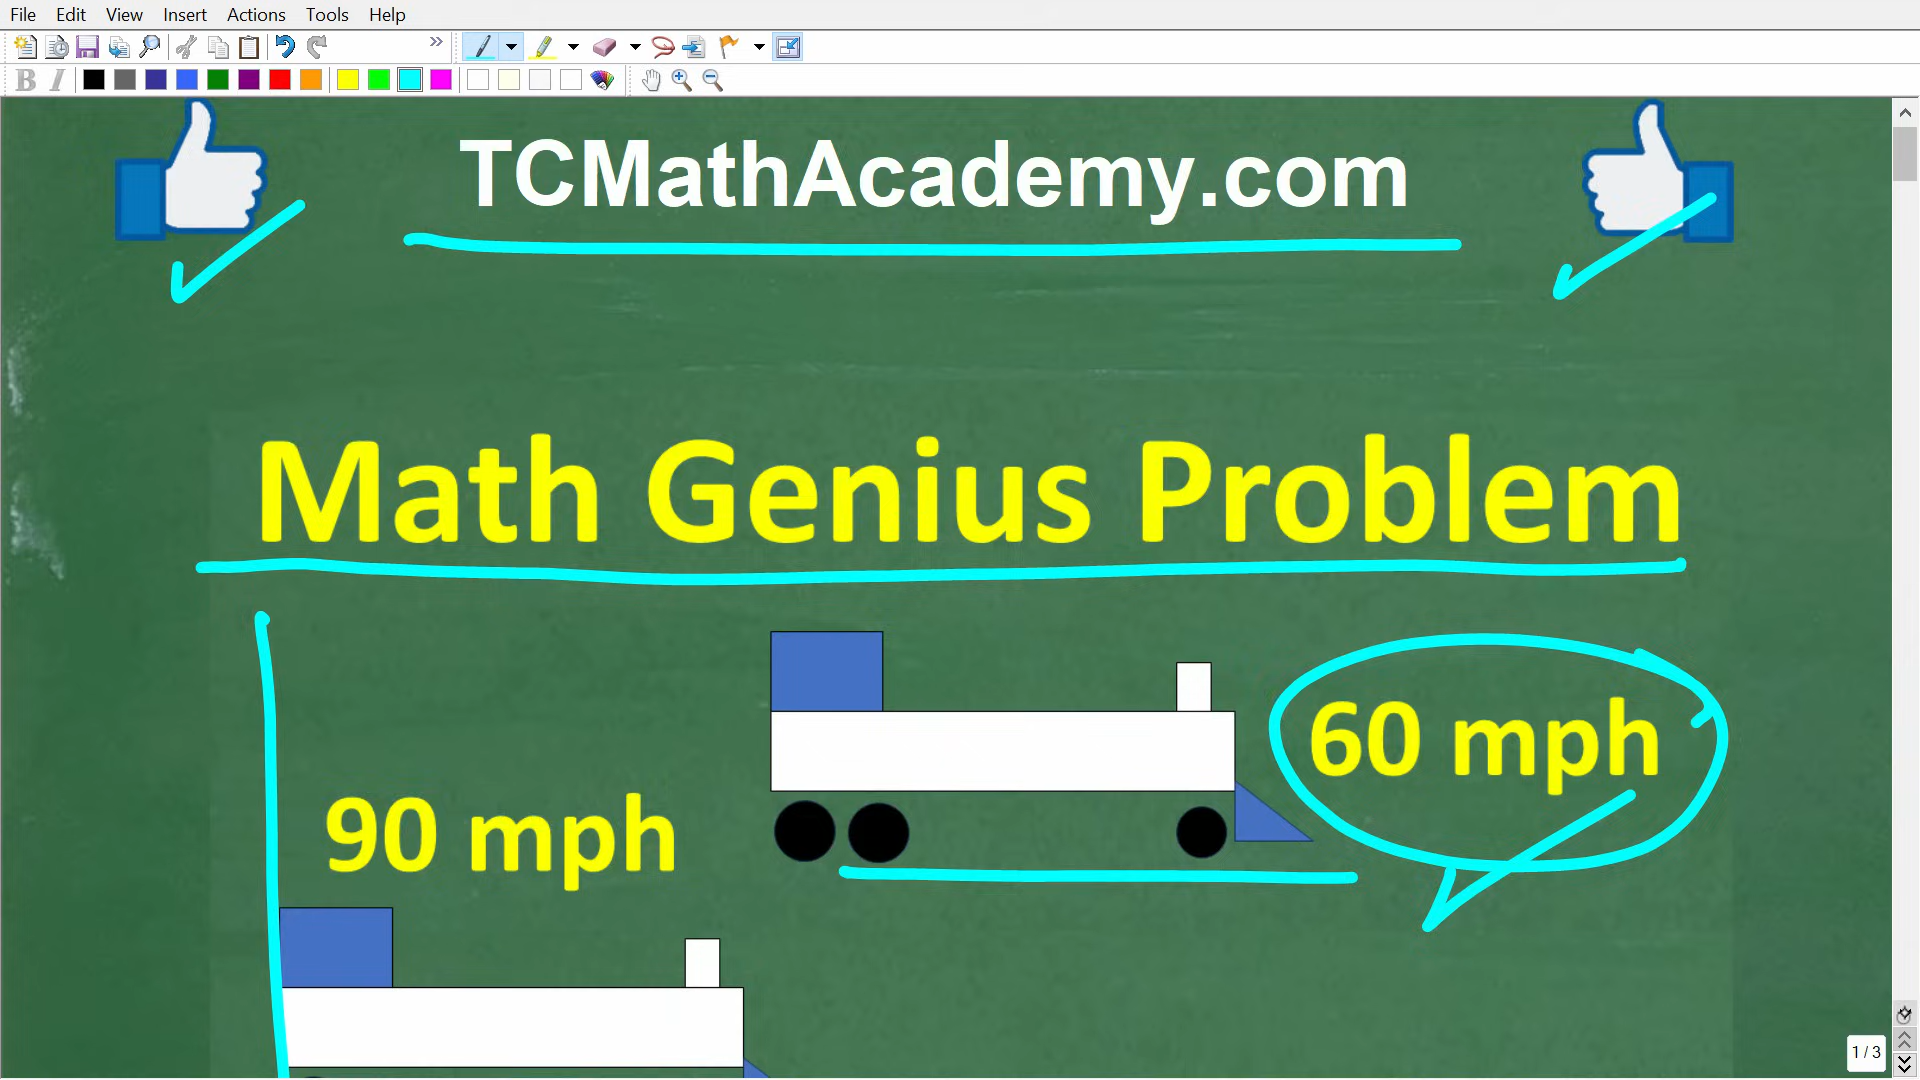 File Edit View Insert Actions Tools Help
B I
TCMathAcademy.com
Math Genius Problem
60 mph
90 mph
1 / 3